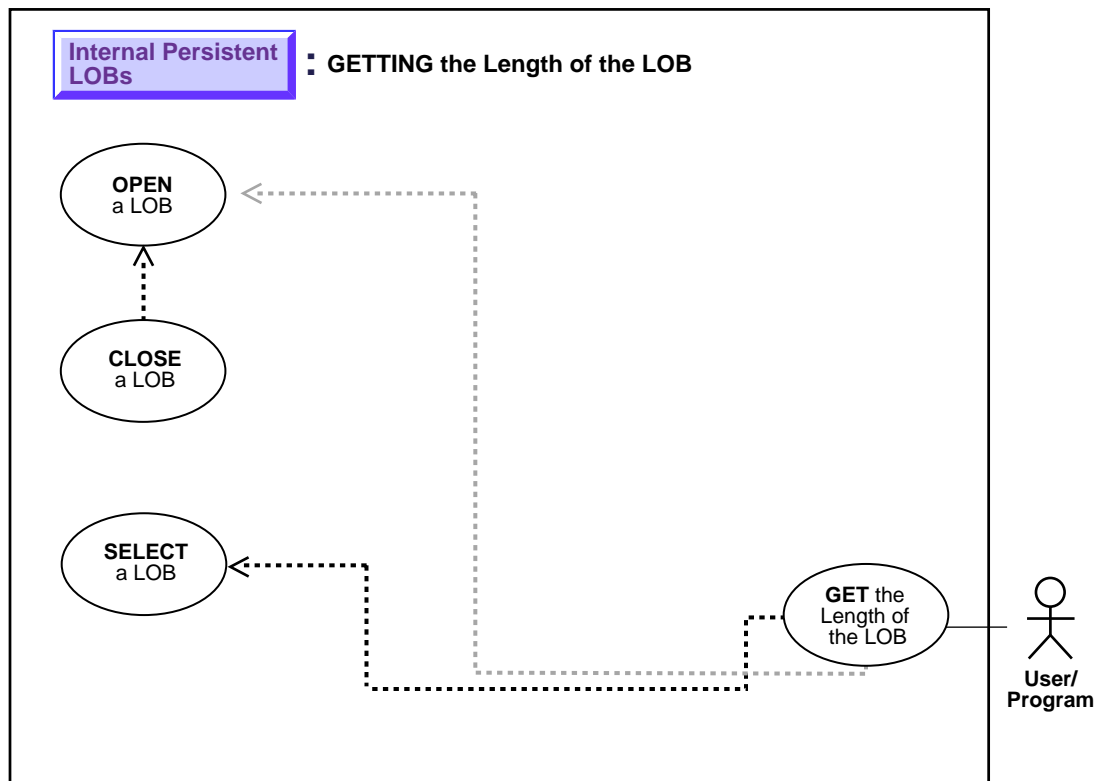 Internal Persistent
LOBs
: GETTING the Length of the LOB
OPEN
a LOB
CLOSE
a LOB
SELECT
a LOB
GET the
Length of
the LOB
User/
Program